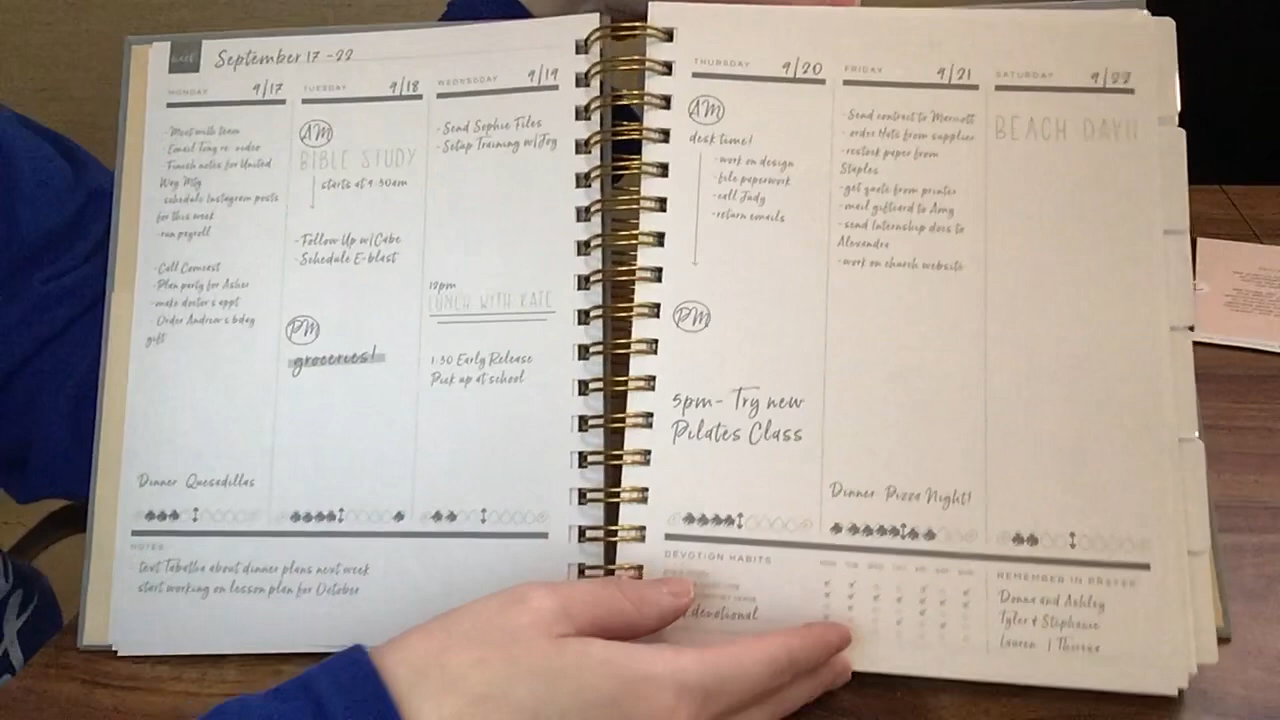 WEEK September 17 - 22
MONDAY 9/17
- Meet with team
- Email Tony re: video
- Finish notes for United
Way Mtg
- schedule Instagram posts
for this week
- run payroll
- Call Comcast
- Plan party for Asher
- make doctor's appt
- Order Andrew's bday
gift
Dinner Quesadillas
TUESDAY 9/18
AM
BIBLE STUDY
starts at 9:30am
- Follow Up w/Gabe
- Schedule E-blast
PM
groceries!
WEDNESDAY 9/19
- Send Sophie Files
- Setup Training w/Joy
12pm
LUNCH WITH KATE
1:30 Early Release
Pick up at school
NOTES
text Tabatha about dinner plans next week
start working on lesson plan for October
THURSDAY 9/20
AM
desk time!
- work on design
- file paperwork
- call Judy
- return emails
PM
5pm - Try new
Pilates Class
FRIDAY 9/21
- Send contract to Marriott
- order Hats from supplier
- restock paper from
Staples
- get quote from printer
- mail giftcard to Amy
- send Internship docs to
Alexandra
- work on church website
Dinner Pizza Night!
SATURDAY 9/22
BEACH DAY!!
DEVOTION HABITS
devotional
REMEMBER IN PRAYER
Donna and Ashley
Tyler & Stephanie
Lauren | Theresa